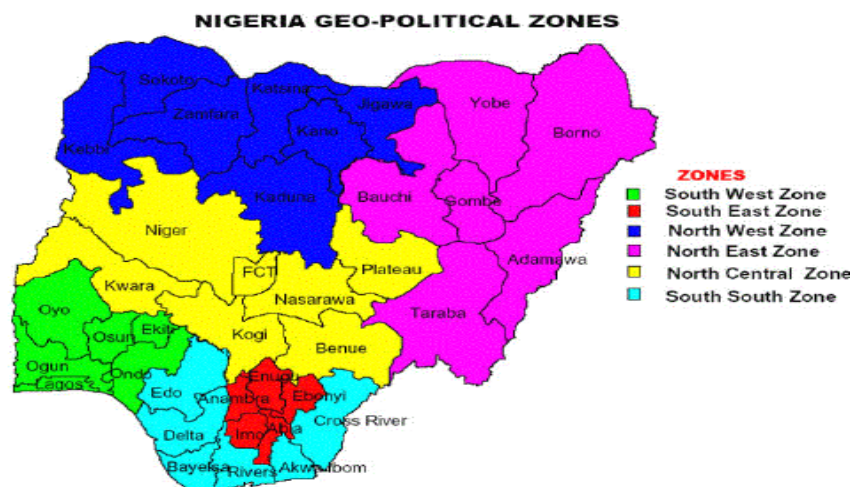 NIGERIA GEO-POLITICAL ZONES
Sokoto
Katsina
Zamfara
Kano
Jigawa
Yobe
Borno
Kebbi
Kaduna
Bauchi
Gombe
Niger
FCT
Plateau
Adamawa
Kwara
Nasarawa
Taraba
Oyo
Osun
Ekiti
Kogi
Benue
Ogun
Lagos
Ondo
Edo
Enugu
Anambra
Ebonyi
Cross River
Imo
Abia
Delta
Bayelsa
Rivers
Akwa-Ibom
ZONES
South West Zone
South East Zone
North West Zone
North East Zone
North Central Zone
South South Zone